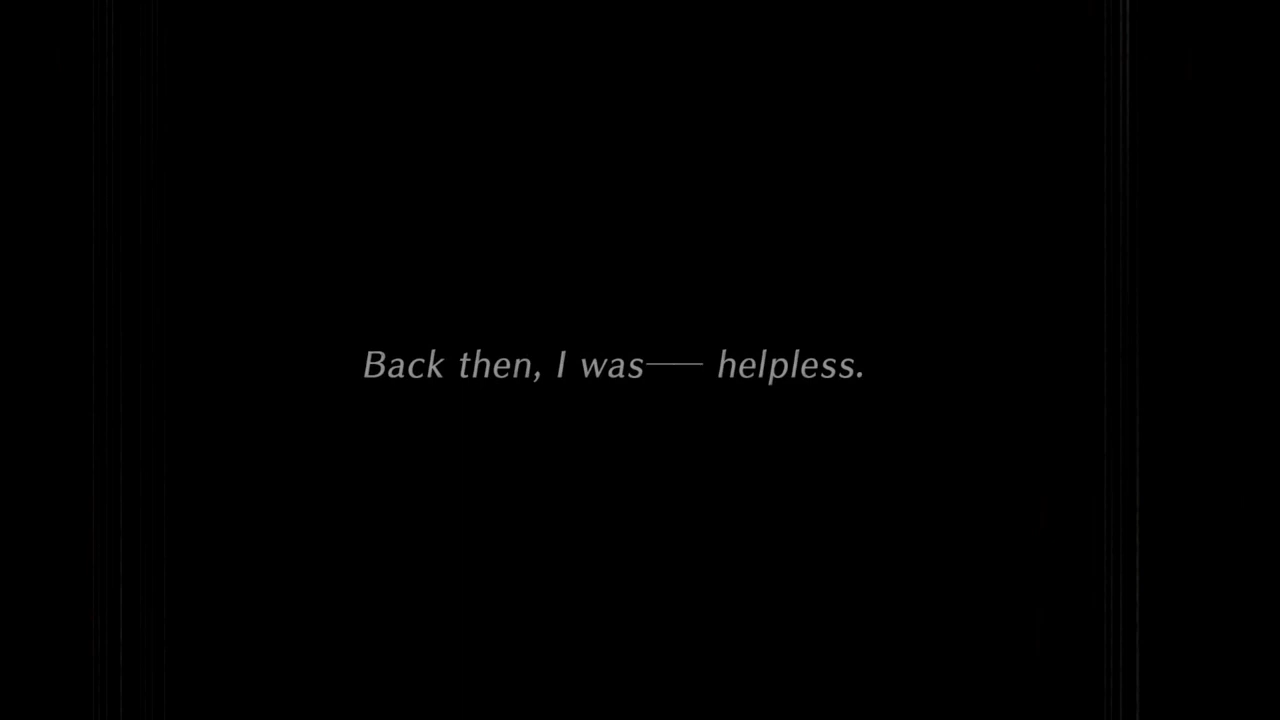 Back then, I was—— helpless.